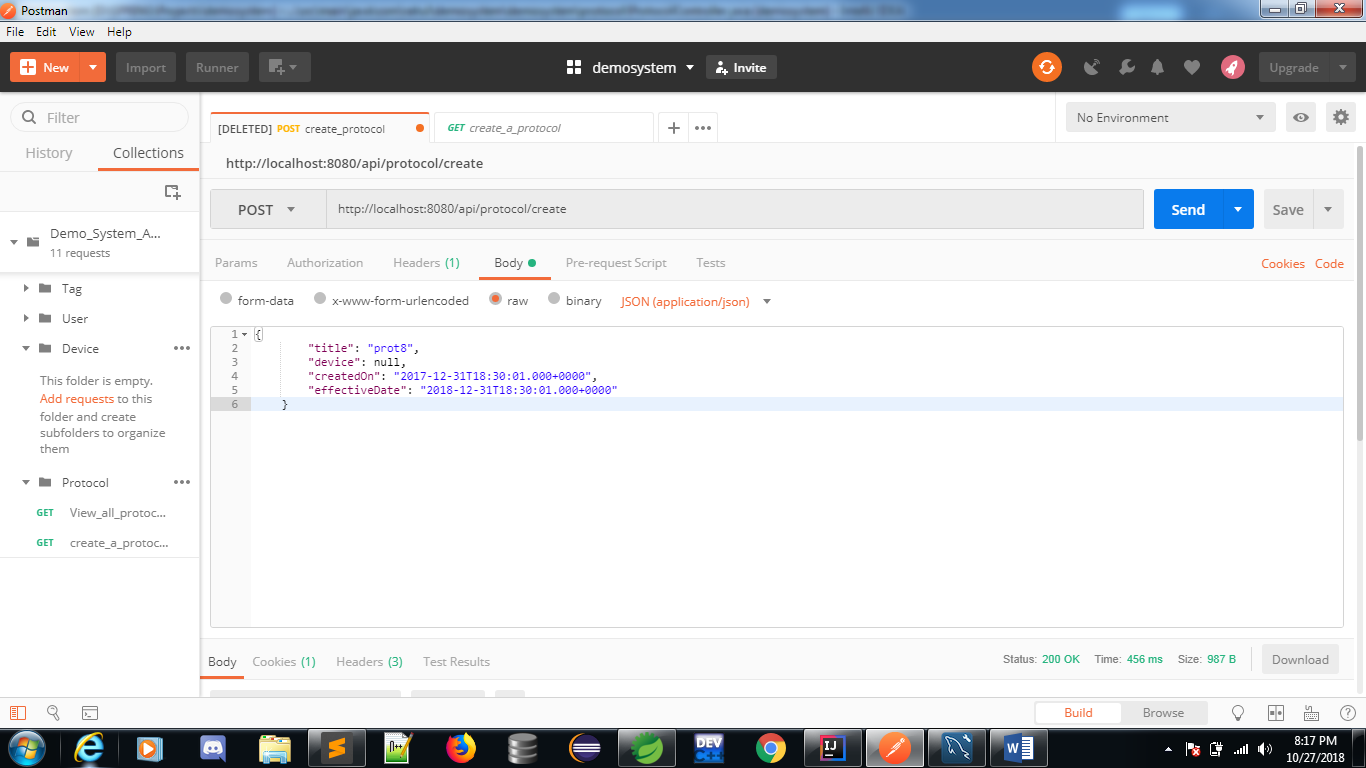 Postman
File Edit View Help
New Import Runner demosystem Invite Upgrade
Filter
History Collections
Demo_System_A...
11 requests
Tag
User
Device
This folder is empty.
Add requests to this
folder and create
subfolders to organize
them
Protocol
GET View_all_protoc...
GET create_a_protoc...
[DELETED] POST create_protocol GET create_a_protocol No Environment
http://localhost:8080/api/protocol/create
POST http://localhost:8080/api/protocol/create Send Save
Params Authorization Headers (1) Body Pre-request Script Tests Cookies Code
form-data x-www-form-urlencoded raw binary JSON (application/json)
1 {
2 "title": "prot8",
3 "device": null,
4 "createdOn": "2017-12-31T18:30:01.000+0000",
5 "effectiveDate": "2018-12-31T18:30:01.000+0000"
6 }
Body Cookies (1) Headers (3) Test Results Status: 200 OK Time: 456 ms Size: 987 B Download
Build Browse
8:17 PM
10/27/2018